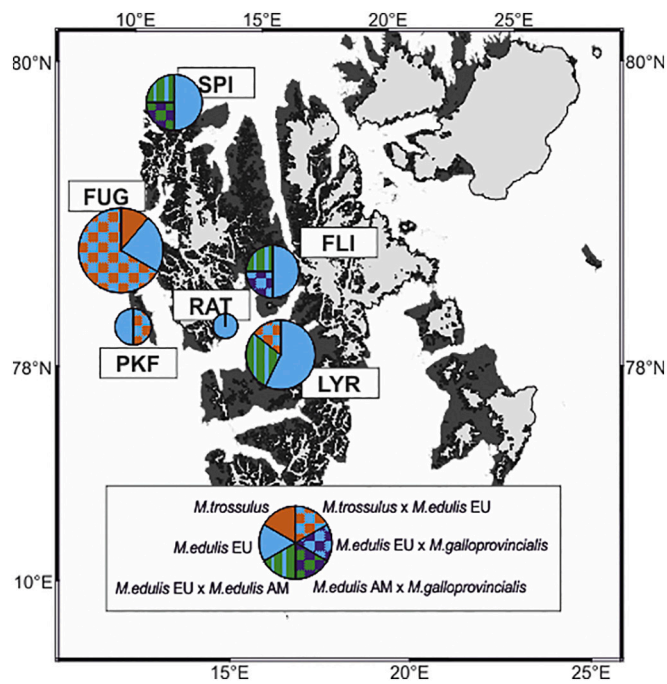 10°E 15°E 20°E 25°E
80°N 80°N
SPI
FUG
FLI
RAT
PKF
LYR
78°N 78°N
M.trossulus M.trossulus x M.edulis EU
M.edulis EU M.edulis EU x M.galloprovincialis
M.edulis EU x M.edulis AM M.edulis AM x M.galloprovincialis
10°E
15°E 20°E 25°E